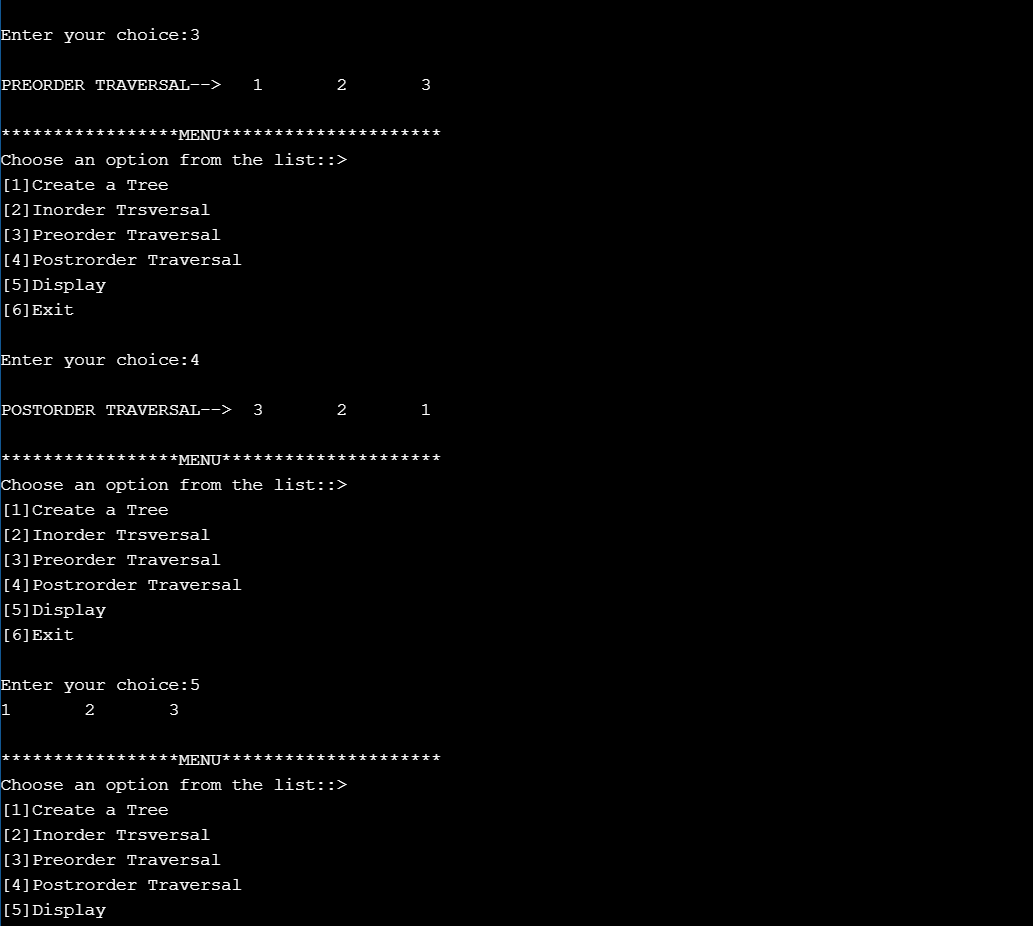 Enter your choice:3
PREORDER TRAVERSAL-->   1       2       3
*****************MENU*********************
Choose an option from the list::>
[1]Create a Tree
[2]Inorder Trsversal
[3]Preorder Traversal
[4]Postrorder Traversal
[5]Display
[6]Exit
Enter your choice:4
POSTORDER TRAVERSAL-->  3       2       1
*****************MENU*********************
Choose an option from the list::>
[1]Create a Tree
[2]Inorder Trsversal
[3]Preorder Traversal
[4]Postrorder Traversal
[5]Display
[6]Exit
Enter your choice:5
1       2       3
*****************MENU*********************
Choose an option from the list::>
[1]Create a Tree
[2]Inorder Trsversal
[3]Preorder Traversal
[4]Postrorder Traversal
[5]Display